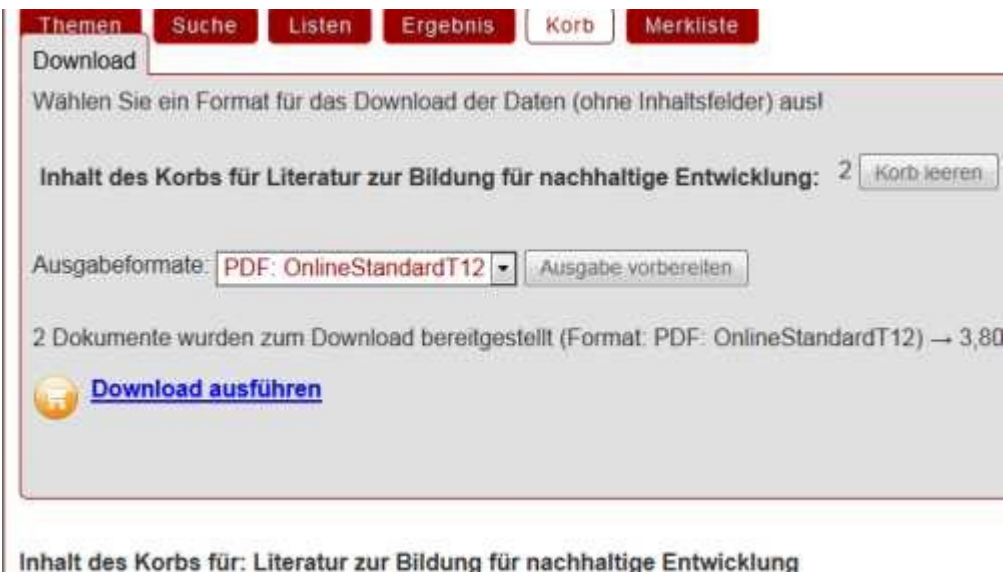 Themen Suche Listen Ergebnis Korb Merkliste
Download
Wählen Sie ein Format für das Download der Daten (ohne Inhaltsfelder) aus!
Inhalt des Korbs für Literatur zur Bildung für nachhaltige Entwicklung: 2 Korb leeren
Ausgabeformate: PDF: OnlineStandardT12 Ausgabe vorbereiten
2 Dokumente wurden zum Download bereitgestellt (Format: PDF: OnlineStandardT12) → 3,80
Download ausführen
Inhalt des Korbs für: Literatur zur Bildung für nachhaltige Entwicklung